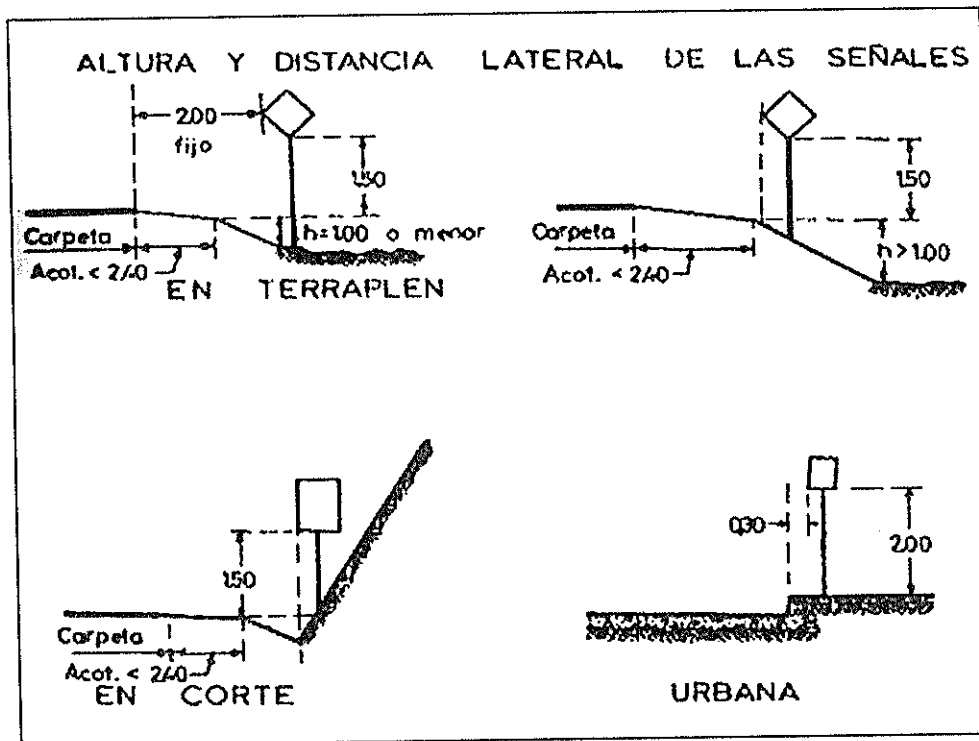 ALTURA Y DISTANCIA LATERAL DE LAS SEÑALES
2.00
fijo
1.50
h=1.00 o menor
Carpeta
Acot. < 2.40
EN TERRAPLEN
1.50
Carpeta
Acot. < 2.40
h > 1.00
1.50
Carpeta
Acot. < 2.40
EN CORTE
0.30
2.00
URBANA